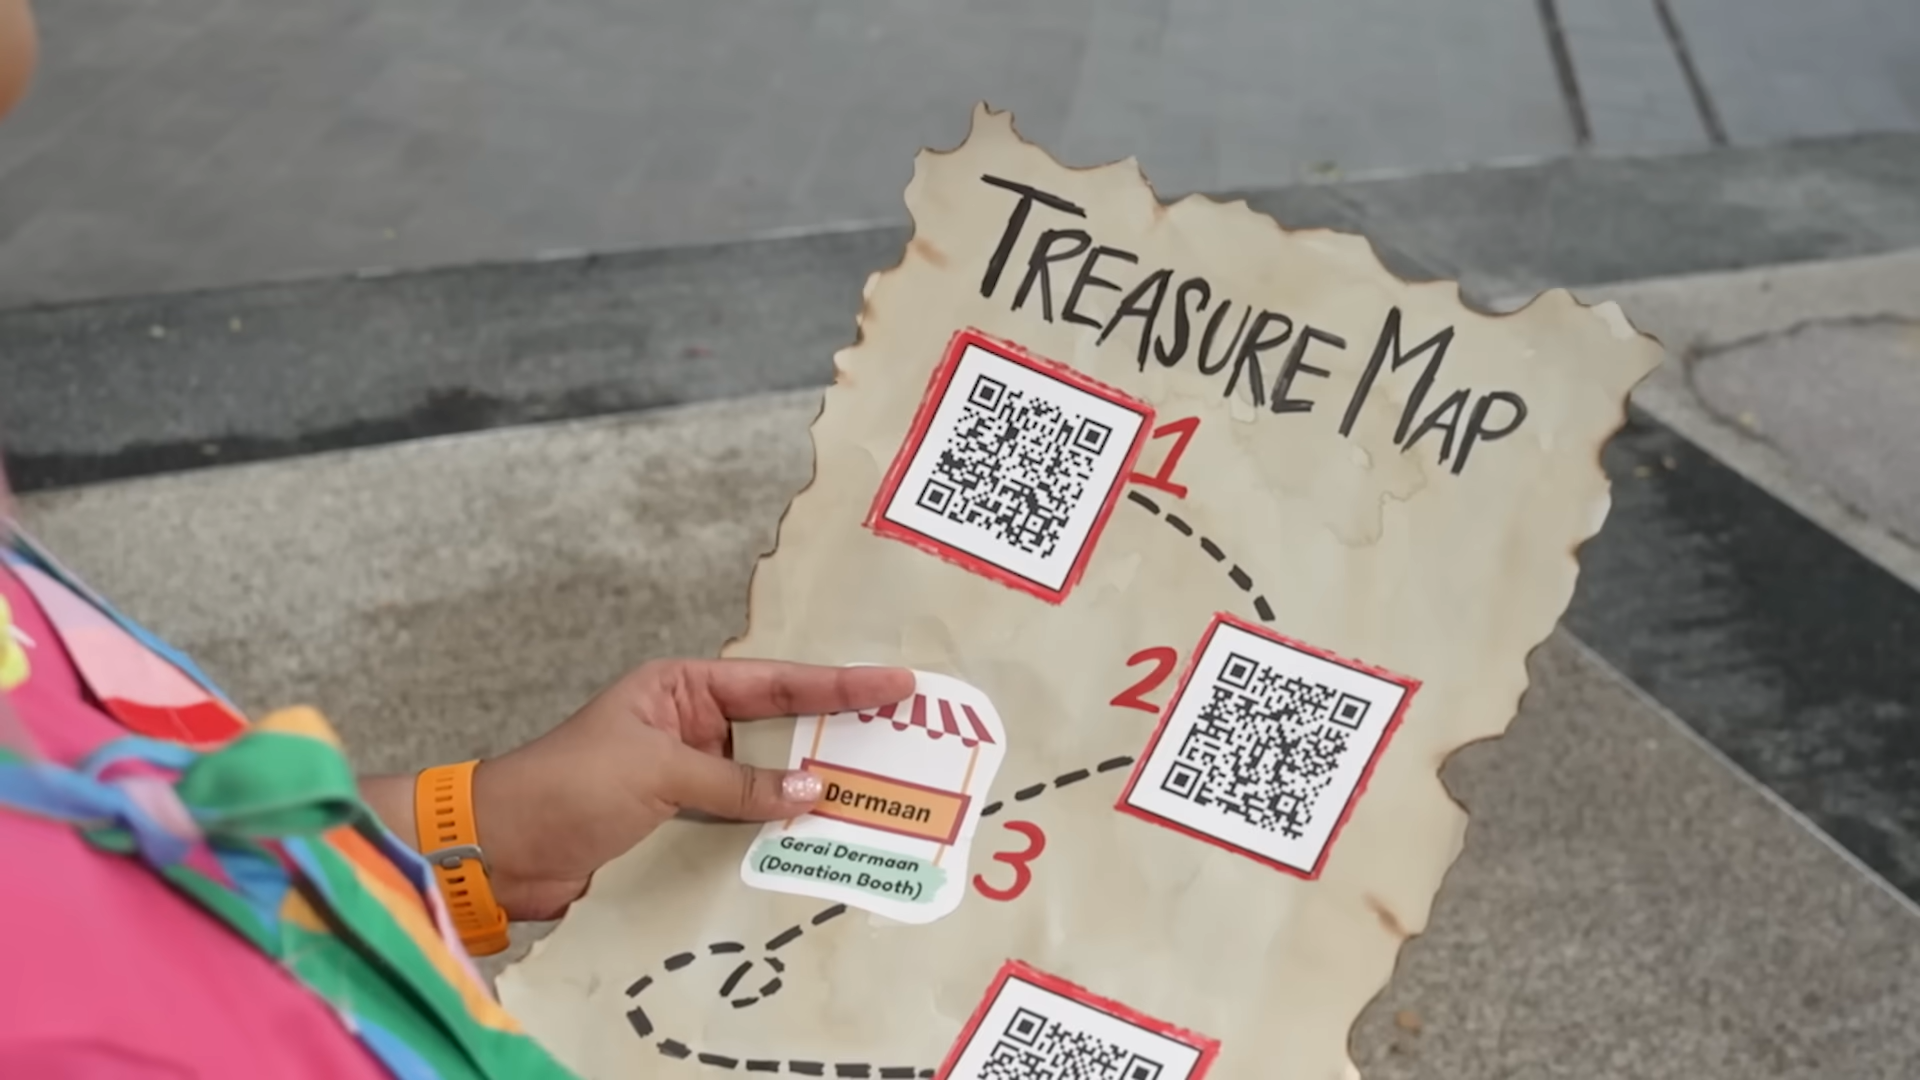 TREASURE MAP
1
2
Dermaan
Gerai Dermaan
(Donation Booth)
3